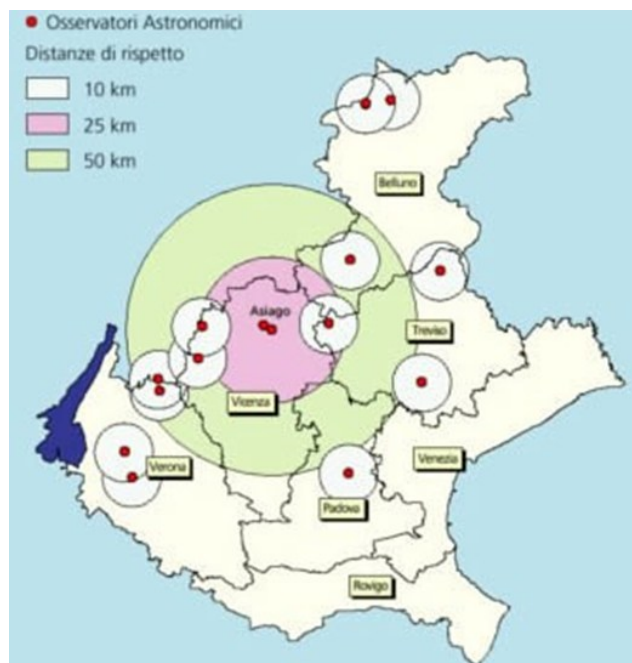 Osservatori Astronomici
Distanze di rispetto
10 km
25 km
50 km
Belluno
Asiago
Treviso
Vicenza
Verona
Venezia
Padova
Rovigo